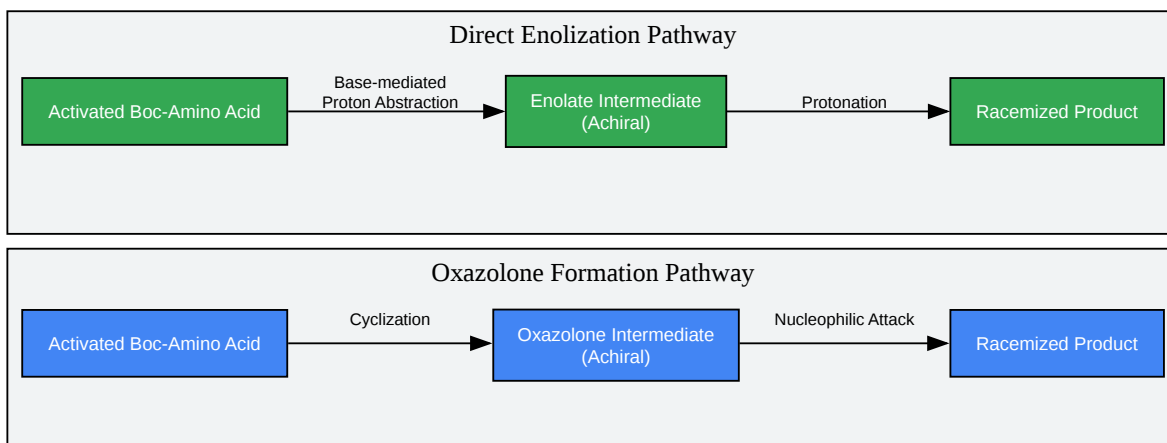 Direct Enolization Pathway
Activated Boc-Amino Acid
Base-mediated
Proton Abstraction
Enolate Intermediate
(Achiral)
Protonation
Racemized Product
Oxazolone Formation Pathway
Activated Boc-Amino Acid
Cyclization
Oxazolone Intermediate
(Achiral)
Nucleophilic Attack
Racemized Product